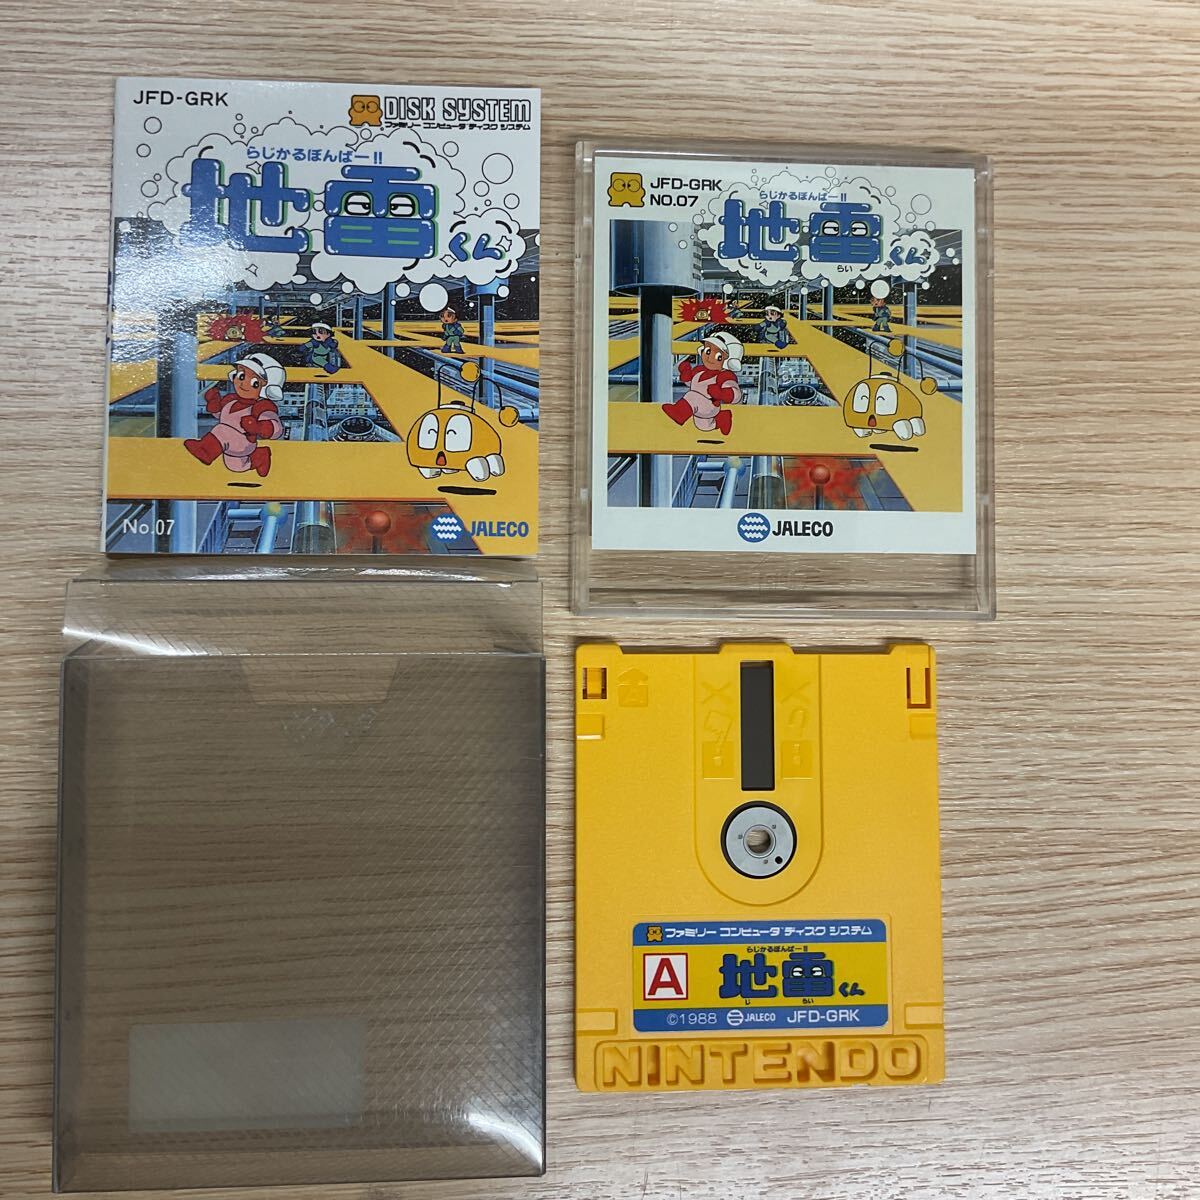 JFD-GRK
DISK SYSTEM
ファミリー コンピュータ ディスク システム
らじかるぼんばー!!
地雷くん
No.07
JALECO
JFD-GRK
NO.07
らじかるぼんばー!!
地雷くん
じ らい
JALECO
ファミリー コンピュータ ディスク システム
らじかるぼんばー!!
A
地雷くん
じ らい
©1988 JALECO JFD-GRK
NINTENDO